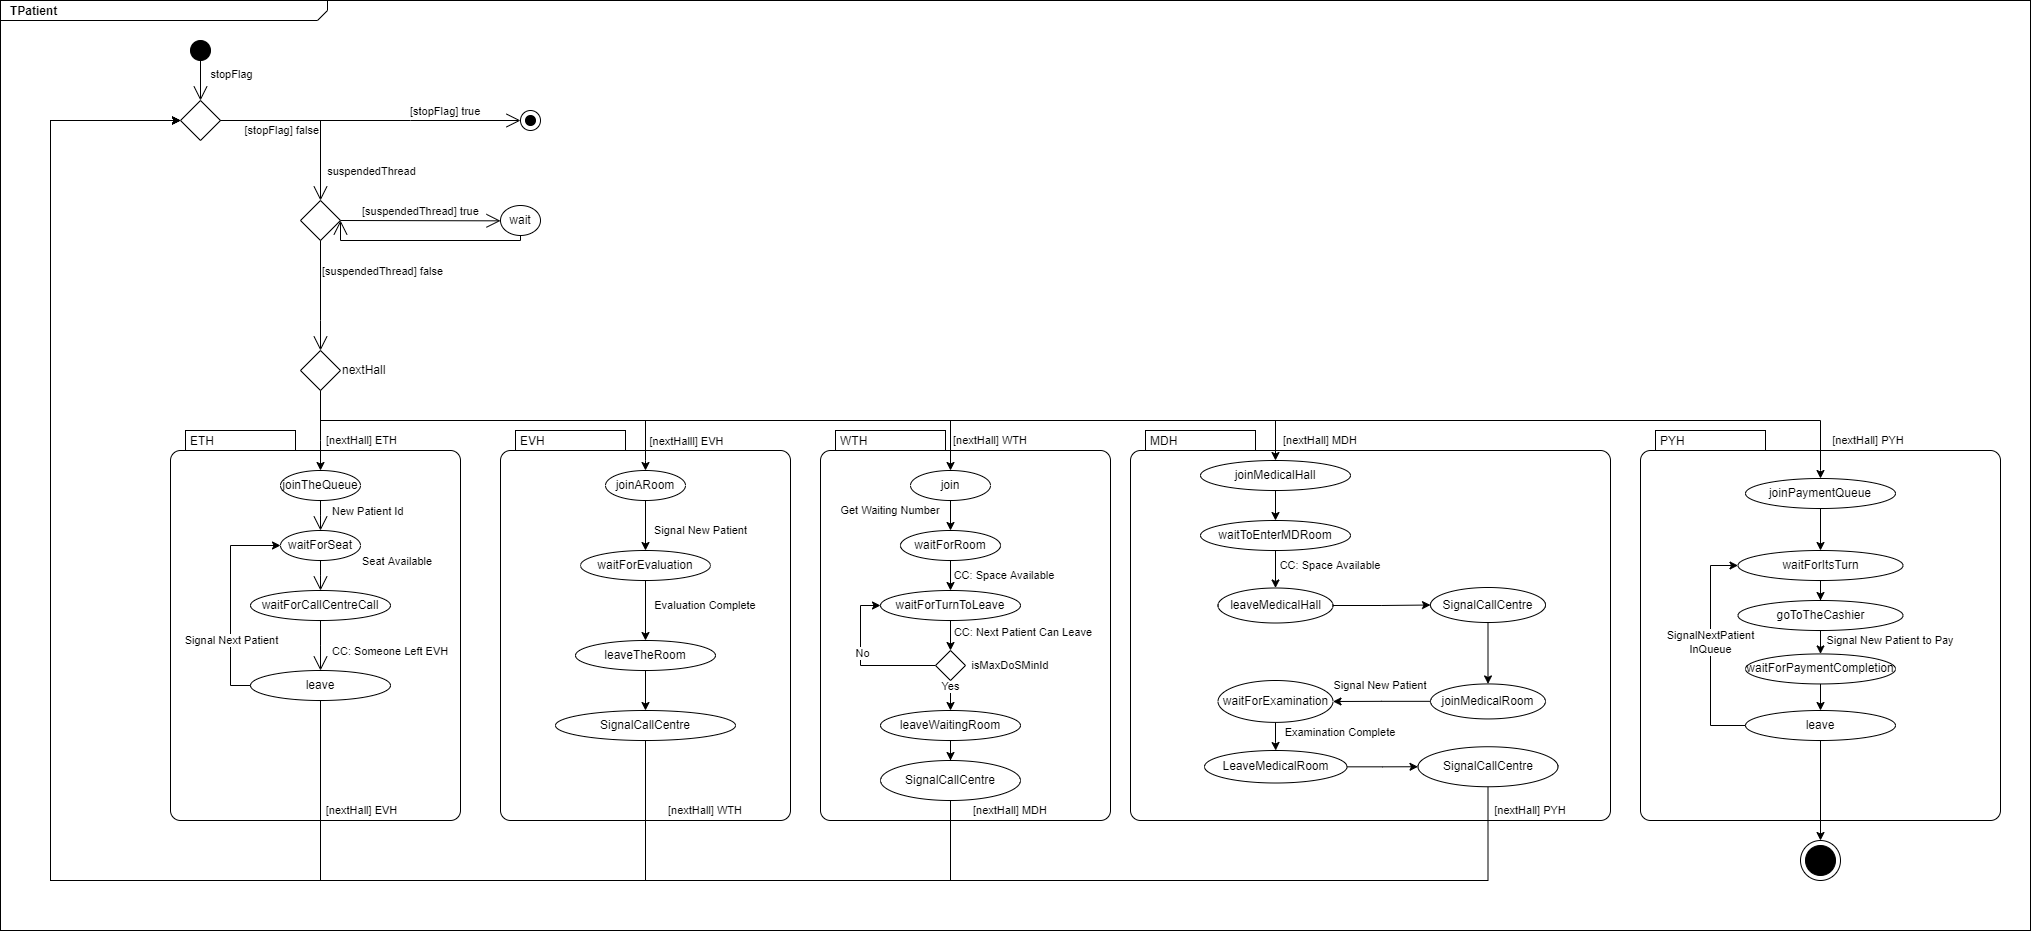 TPatient
stopFlag
[stopFlag] true
[stopFlag] false
suspendedThread
[suspendedThread] true
wait
[suspendedThread] false
nextHall
ETH
[nextHall] ETH
joinTheQueue
New Patient Id
waitForSeat
Seat Available
waitForCallCentreCall
Signal Next Patient
CC: Someone Left EVH
leave
[nextHall] EVH
EVH
[nextHalll] EVH
joinARoom
Signal New Patient
waitForEvaluation
Evaluation Complete
leaveTheRoom
SignalCallCentre
[nextHall] WTH
WTH
[nextHall] WTH
join
Get Waiting Number
waitForRoom
CC: Space Available
waitForTurnToLeave
CC: Next Patient Can Leave
No
isMaxDoSMinId
Yes
leaveWaitingRoom
SignalCallCentre
[nextHall] MDH
MDH
[nextHall] MDH
joinMedicalHall
waitToEnterMDRoom
CC: Space Available
leaveMedicalHall
SignalCallCentre
Signal New Patient
waitForExamination
joinMedicalRoom
Examination Complete
LeaveMedicalRoom
SignalCallCentre
[nextHall] PYH
PYH
[nextHall] PYH
joinPaymentQueue
waitForItsTurn
goToTheCashier
SignalNextPatient
InQueue
Signal New Patient to Pay
waitForPaymentCompletion
leave